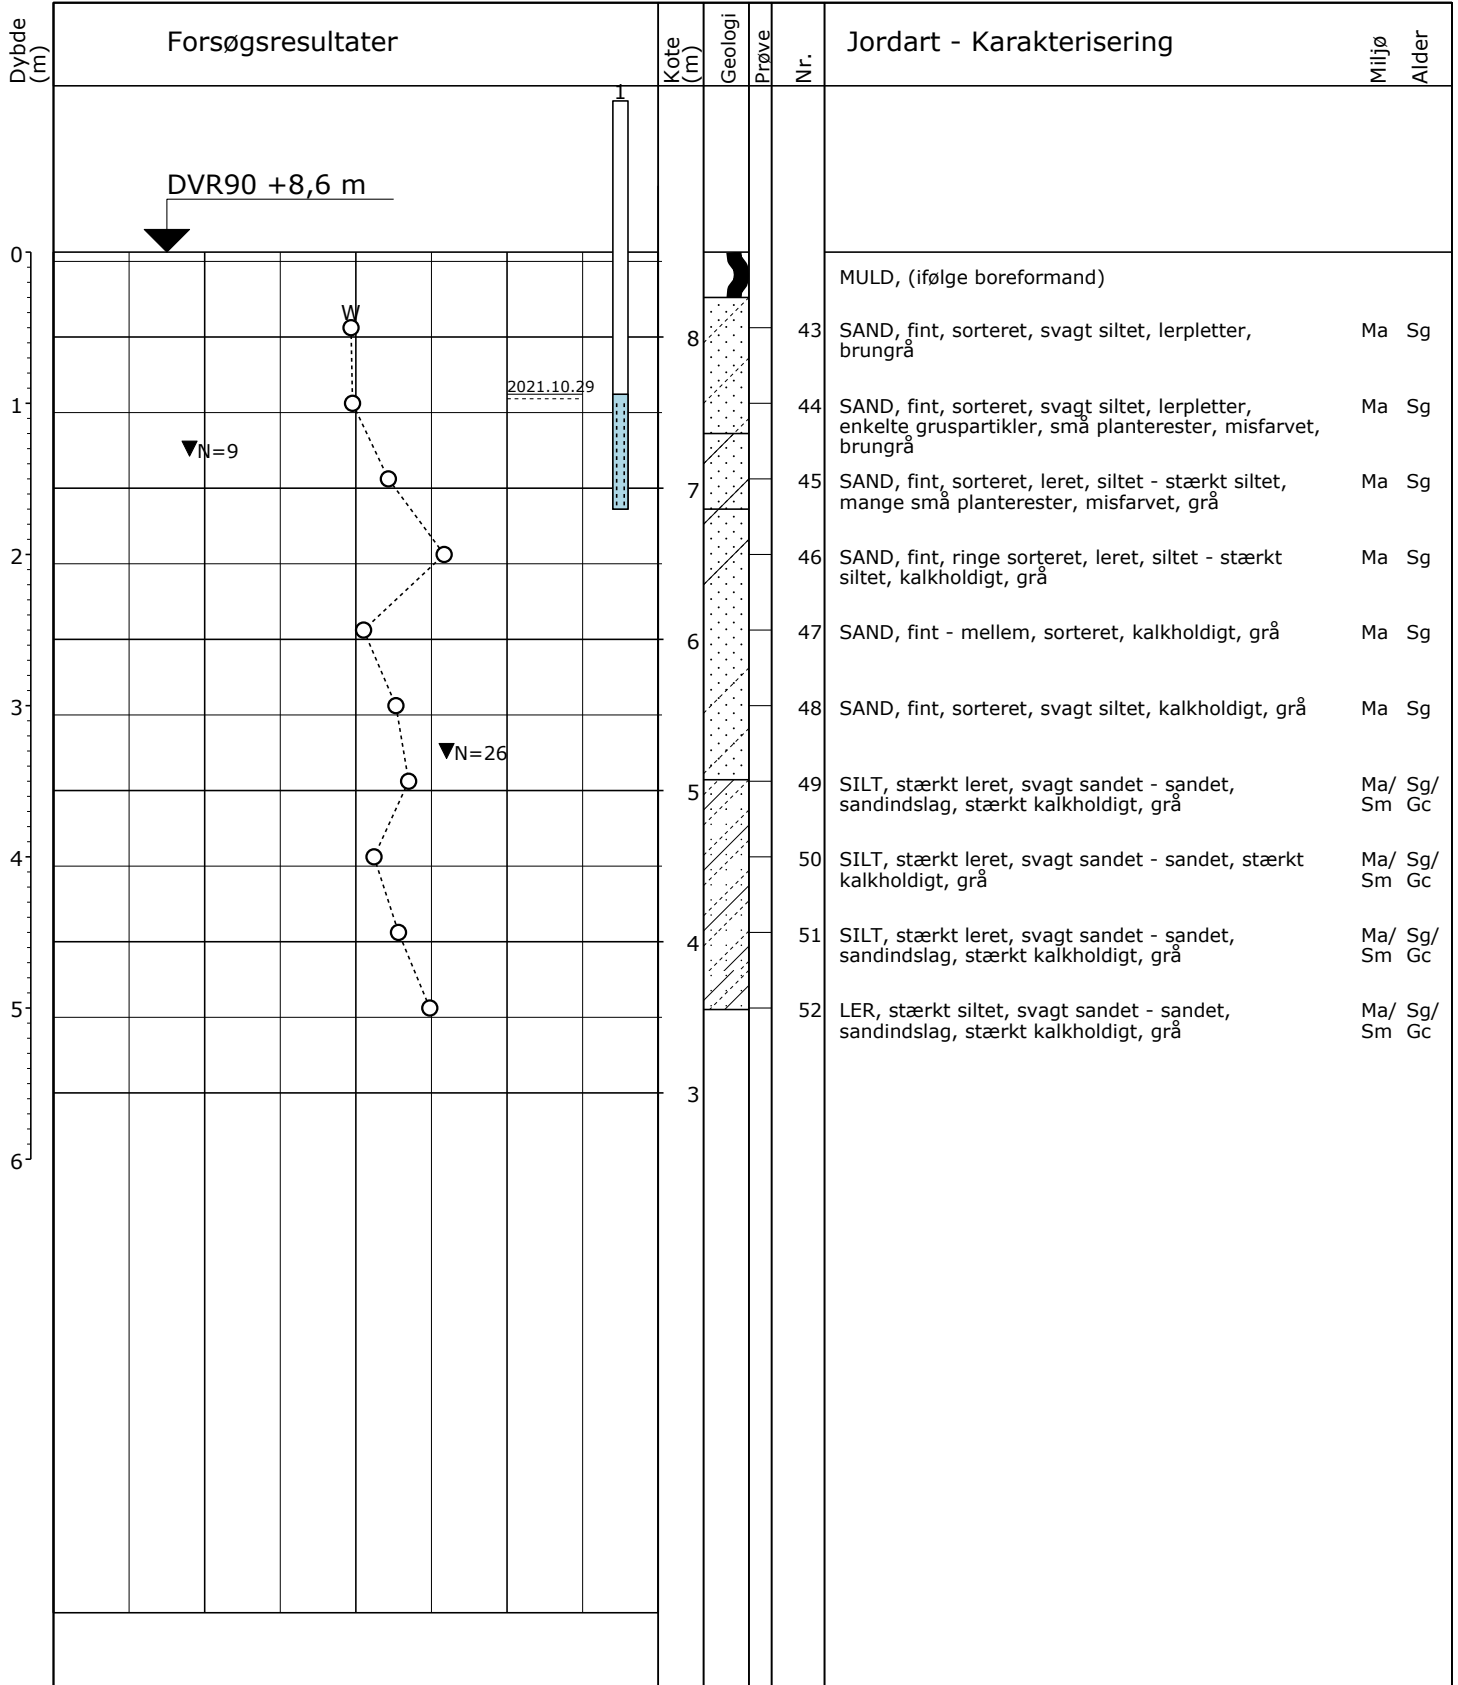 Dybde
(m)
Forsøgsresultater
Kote
(m)
Geologi
Prøve
Nr.
Jordart - Karakterisering
Miljø
Alder
1
DVR90 +8,6 m
0
MULD, (ifølge boreformand)
W
8
43
SAND, fint, sorteret, svagt siltet, lerpletter,
brungrå
Ma Sg
2021.10.29
1
44
SAND, fint, sorteret, svagt siltet, lerpletter,
enkelte gruspartikler, små planterester, misfarvet,
brungrå
Ma Sg
N=9
7
45
SAND, fint, sorteret, leret, siltet - stærkt siltet,
mange små planterester, misfarvet, grå
Ma Sg
2
46
SAND, fint, ringe sorteret, leret, siltet - stærkt
siltet, kalkholdigt, grå
Ma Sg
6
47
SAND, fint - mellem, sorteret, kalkholdigt, grå
Ma Sg
3
48
SAND, fint, sorteret, svagt siltet, kalkholdigt, grå
Ma Sg
N=26
5
49
SILT, stærkt leret, svagt sandet - sandet,
sandindslag, stærkt kalkholdigt, grå
Ma/ Sg/
Sm Gc
4
50
SILT, stærkt leret, svagt sandet - sandet, stærkt
kalkholdigt, grå
Ma/ Sg/
Sm Gc
4
51
SILT, stærkt leret, svagt sandet - sandet,
sandindslag, stærkt kalkholdigt, grå
Ma/ Sg/
Sm Gc
5
52
LER, stærkt siltet, svagt sandet - sandet,
sandindslag, stærkt kalkholdigt, grå
Ma/ Sg/
Sm Gc
3
6